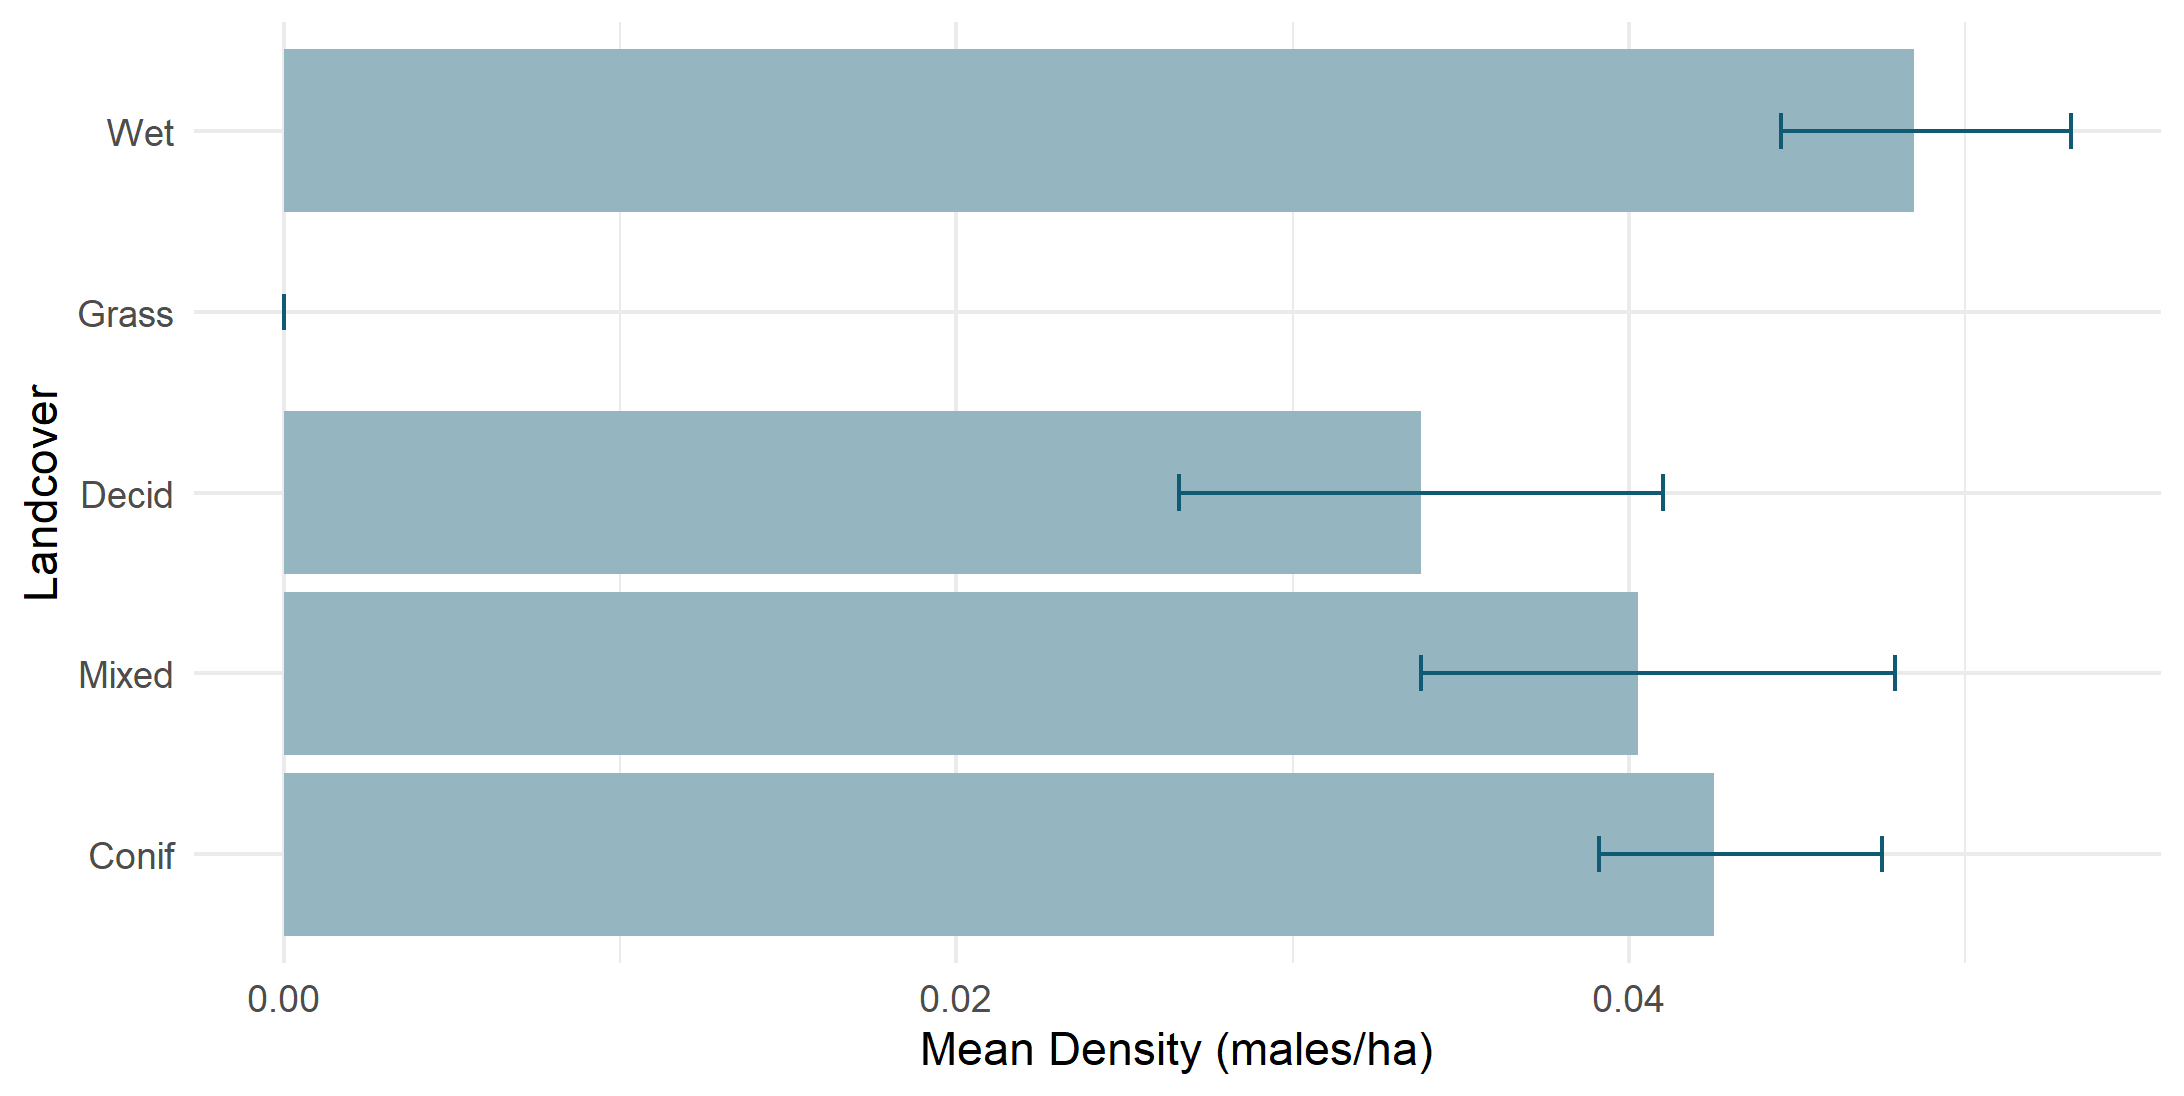 Wet
Grass
Decid
Mixed
Conif
Landcover
0.00
0.02
0.04
Mean Density (males/ha)